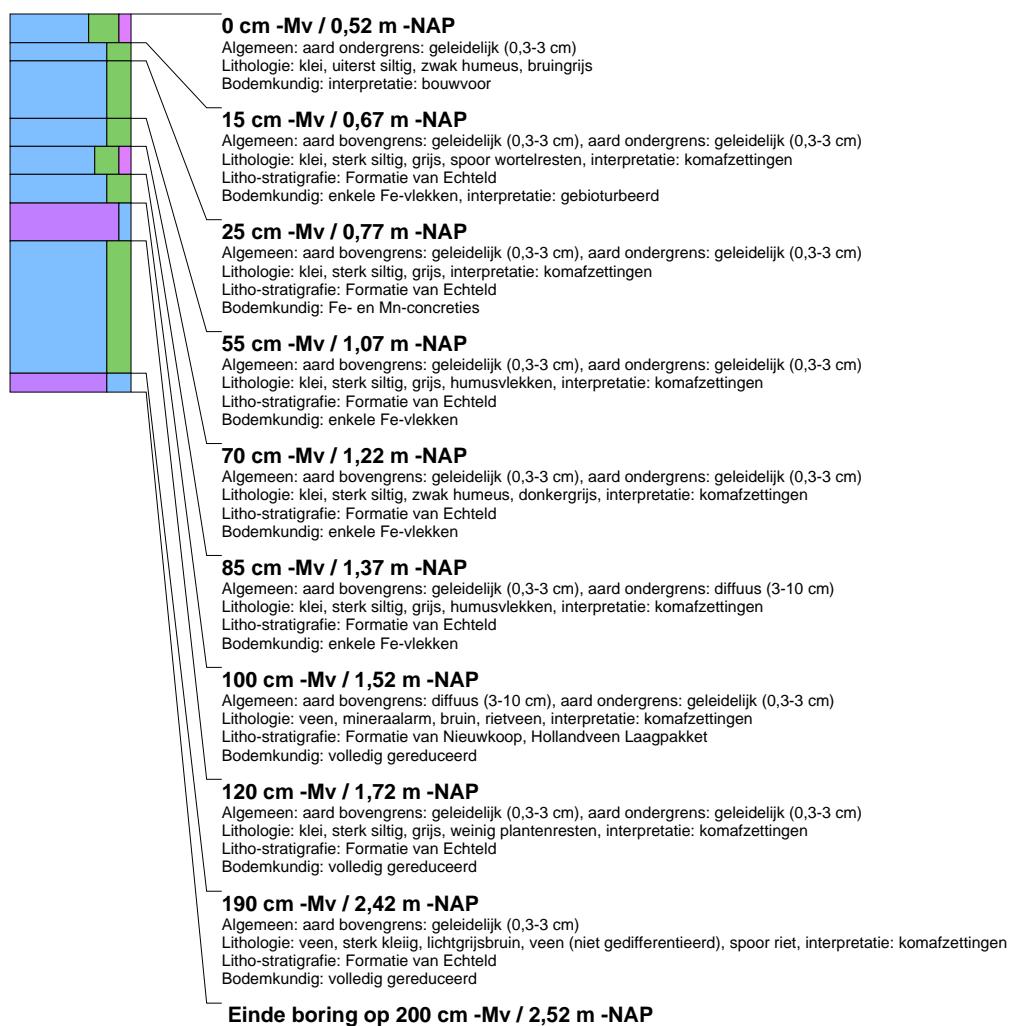 0 cm -Mv / 0,52 m -NAP
Algemeen: aard ondergrens: geleidelijk (0,3-3 cm)
Lithologie: klei, uiterst siltig, zwak humeus, bruingrijs
Bodemkundig: interpretatie: bouwvoor
15 cm -Mv / 0,67 m -NAP
Algemeen: aard bovengrens: geleidelijk (0,3-3 cm), aard ondergrens: geleidelijk (0,3-3 cm)
Lithologie: klei, sterk siltig, grijs, spoor wortelresten, interpretatie: komafzettingen
Litho-stratigrafie: Formatie van Echteld
Bodemkundig: enkele Fe-vlekken, interpretatie: gebioturbeerd
25 cm -Mv / 0,77 m -NAP
Algemeen: aard bovengrens: geleidelijk (0,3-3 cm), aard ondergrens: geleidelijk (0,3-3 cm)
Lithologie: klei, sterk siltig, grijs, interpretatie: komafzettingen
Litho-stratigrafie: Formatie van Echteld
Bodemkundig: Fe- en Mn-concreties
55 cm -Mv / 1,07 m -NAP
Algemeen: aard bovengrens: geleidelijk (0,3-3 cm), aard ondergrens: geleidelijk (0,3-3 cm)
Lithologie: klei, sterk siltig, grijs, humusvlekken, interpretatie: komafzettingen
Litho-stratigrafie: Formatie van Echteld
Bodemkundig: enkele Fe-vlekken
70 cm -Mv / 1,22 m -NAP
Algemeen: aard bovengrens: geleidelijk (0,3-3 cm), aard ondergrens: geleidelijk (0,3-3 cm)
Lithologie: klei, sterk siltig, zwak humeus, donkergrijs, interpretatie: komafzettingen
Litho-stratigrafie: Formatie van Echteld
Bodemkundig: enkele Fe-vlekken
85 cm -Mv / 1,37 m -NAP
Algemeen: aard bovengrens: geleidelijk (0,3-3 cm), aard ondergrens: diffuus (3-10 cm)
Lithologie: klei, sterk siltig, grijs, humusvlekken, interpretatie: komafzettingen
Litho-stratigrafie: Formatie van Echteld
Bodemkundig: enkele Fe-vlekken
100 cm -Mv / 1,52 m -NAP
Algemeen: aard bovengrens: diffuus (3-10 cm), aard ondergrens: geleidelijk (0,3-3 cm)
Lithologie: veen, mineraalarm, bruin, rietveen, interpretatie: komafzettingen
Litho-stratigrafie: Formatie van Nieuwkoop, Hollandveen Laagpakket
Bodemkundig: volledig gereduceerd
120 cm -Mv / 1,72 m -NAP
Algemeen: aard bovengrens: geleidelijk (0,3-3 cm), aard ondergrens: geleidelijk (0,3-3 cm)
Lithologie: klei, sterk siltig, grijs, weinig plantenresten, interpretatie: komafzettingen
Litho-stratigrafie: Formatie van Echteld
Bodemkundig: volledig gereduceerd
190 cm -Mv / 2,42 m -NAP
Algemeen: aard bovengrens: geleidelijk (0,3-3 cm)
Lithologie: veen, sterk kleiig, lichtgrijsbruin, veen (niet gedifferentieerd), spoor riet, interpretatie: komafzettingen
Litho-stratigrafie: Formatie van Echteld
Bodemkundig: volledig gereduceerd
Einde boring op 200 cm -Mv / 2,52 m -NAP